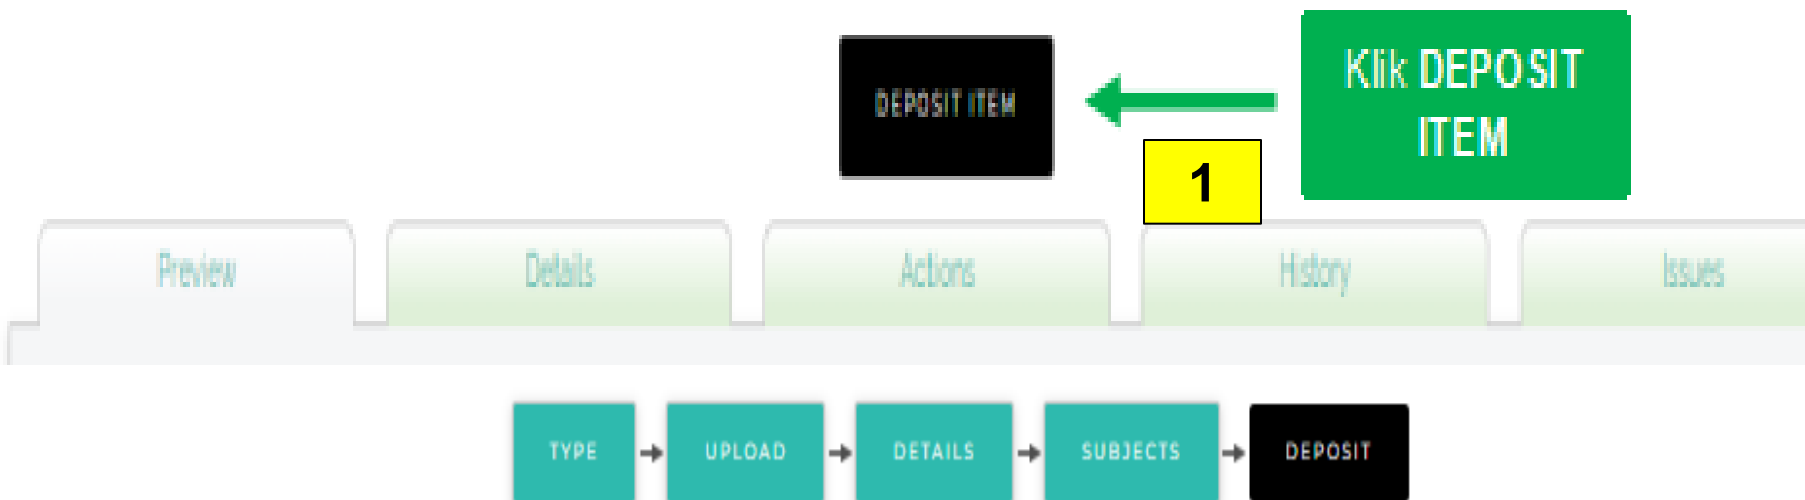 DEPOSIT ITEM
Klik DEPOSIT
ITEM
1
Preview Details Actions History Issues
TYPE UPLOAD DETAILS SUBJECTS DEPOSIT